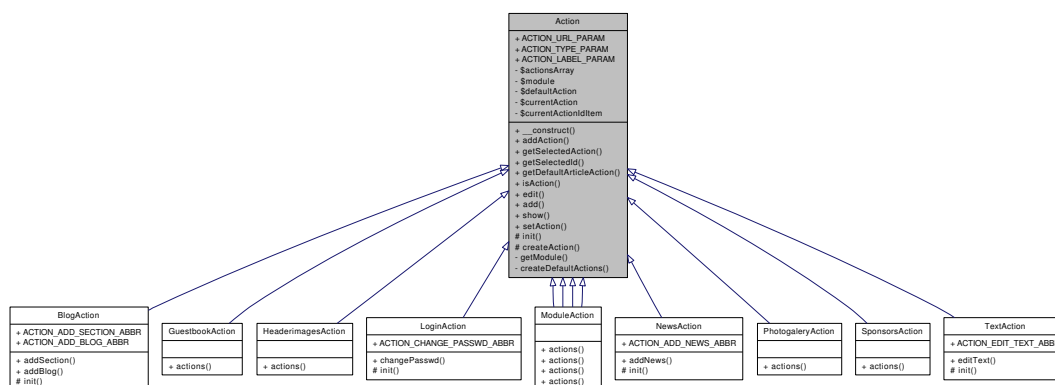 Action
+ ACTION_URL_PARAM
+ ACTION_TYPE_PARAM
+ ACTION_LABEL_PARAM
- $actionsArray
- $module
- $defaultAction
- $currentAction
- $currentActionIdItem
+ __construct()
+ addAction()
+ getSelectedAction()
+ getSelectedId()
+ getDefaultArticleAction()
+ isAction()
+ edit()
+ add()
+ show()
+ setAction()
# init()
# createAction()
- getModule()
- createDefaultActions()
BlogAction
+ ACTION_ADD_SECTION_ABBR
+ ACTION_ADD_BLOG_ABBR
+ addSection()
+ addBlog()
# init()
GuestbookAction
+ actions()
HeaderimagesAction
+ actions()
LoginAction
+ ACTION_CHANGE_PASSWD_ABBR
+ changePasswd()
# init()
ModuleAction
+ actions()
+ actions()
+ actions()
+ actions()
NewsAction
+ ACTION_ADD_NEWS_ABBR
+ addNews()
# init()
PhotogaleryAction
+ actions()
SponsorsAction
+ actions()
TextAction
+ ACTION_EDIT_TEXT_ABBR
+ editText()
# init()